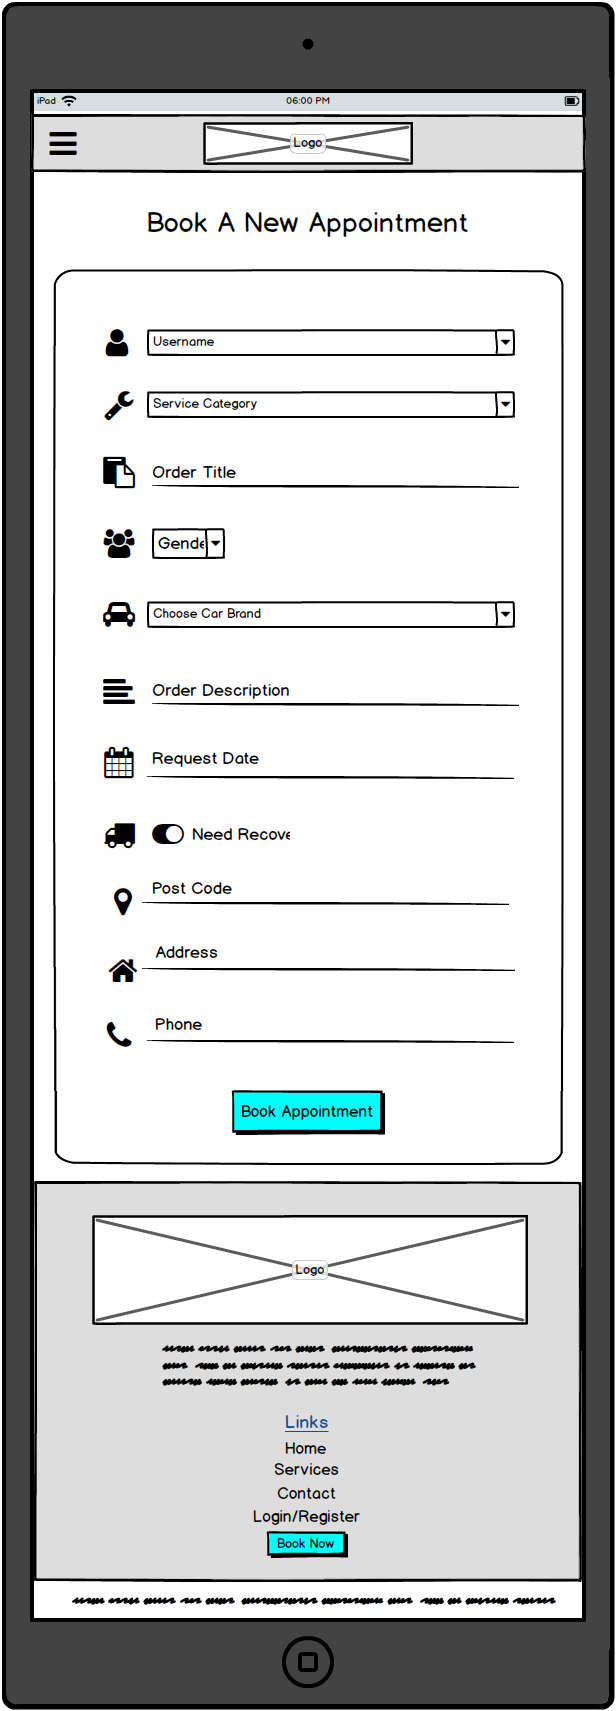 iPad 06:00 PM
Logo
Book A New Appointment
Username
Service Category
Order Title
Gende
Choose Car Brand
Order Description
Request Date
Need Recove
Post Code
Address
Phone
Book Appointment
Logo
Links
Home
Services
Contact
Login/Register
Book Now